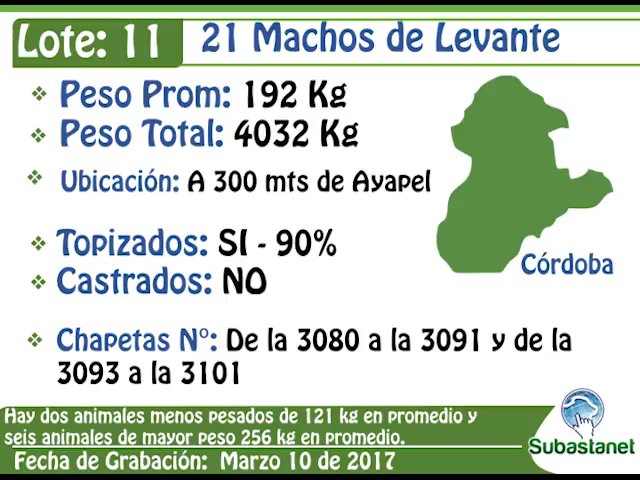 Lote: 11
21 Machos de Levante
Peso Prom: 192 Kg
Peso Total: 4032 Kg
Ubicación: A 300 mts de Ayapel
Topizados: SI - 90%
Castrados: NO
Córdoba
Chapetas N°: De la 3080 a la 3091 y de la
3093 a la 3101
Hay dos animales menos pesados de 121 kg en promedio y
seis animales de mayor peso 256 kg en promedio.
Subastanet
Fecha de Grabación: Marzo 10 de 2017